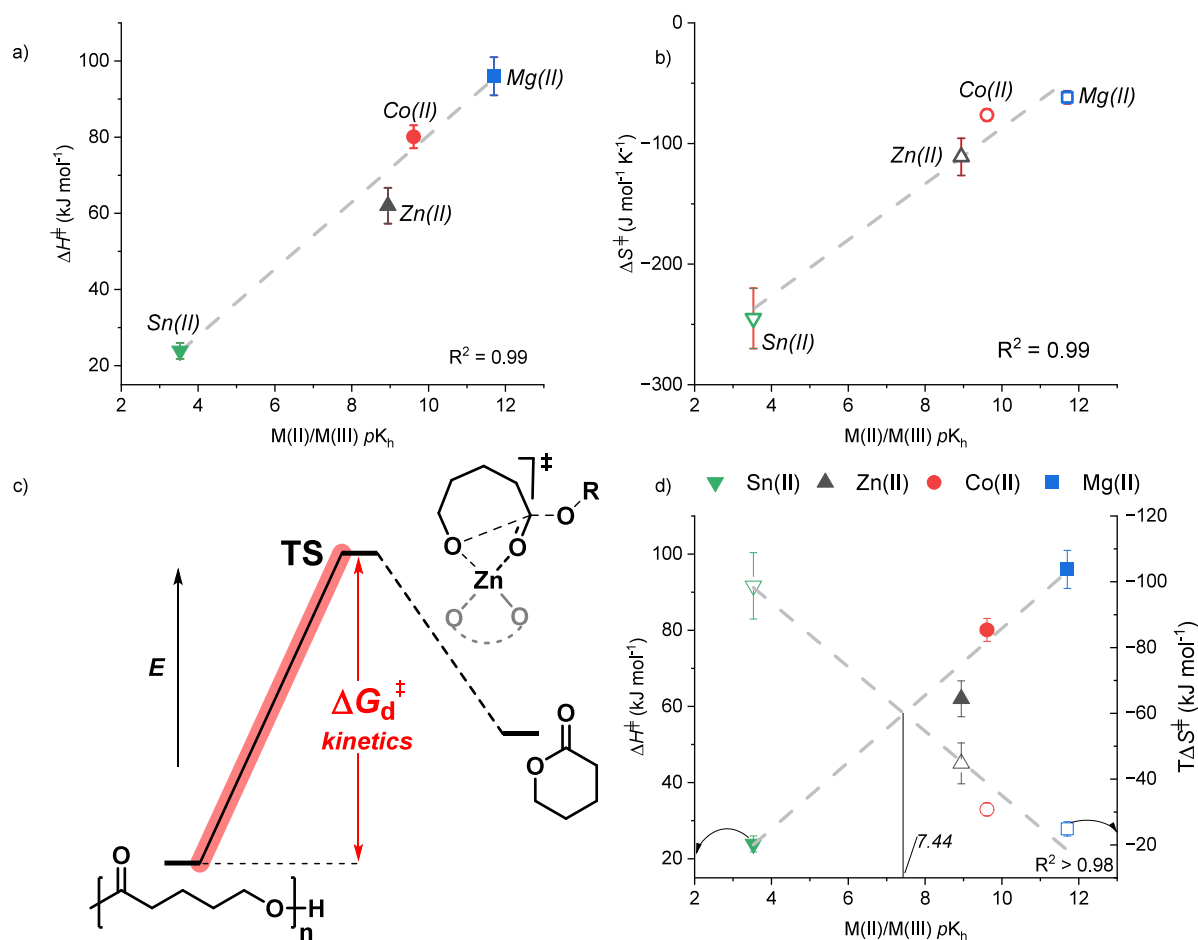 a)
100
80
60
40
20
ΔH‡ (kJ mol⁻¹)
Mg(II)
Co(II)
Zn(II)
Sn(II)
R² = 0.99
2 4 6 8 10 12
M(II)/M(III) pKₕ
b)
0
−100
−200
−300
ΔS‡ (J mol⁻¹ K⁻¹)
Co(II)
Mg(II)
Zn(II)
Sn(II)
R² = 0.99
2 4 6 8 10 12
M(II)/M(III) pKₕ
c)
‡
R
O
O
O
Zn
O
O
TS
E
ΔG_d‡
kinetics
O
O
O
O
H
n
d)
Sn(II) Zn(II) Co(II) Mg(II)
100
80
60
40
20
ΔH‡ (kJ mol⁻¹)
−120
−100
−80
−60
−40
−20
TΔS‡ (kJ mol⁻¹)
7.44
R² > 0.98
2 4 6 8 10 12
M(II)/M(III) pKₕ